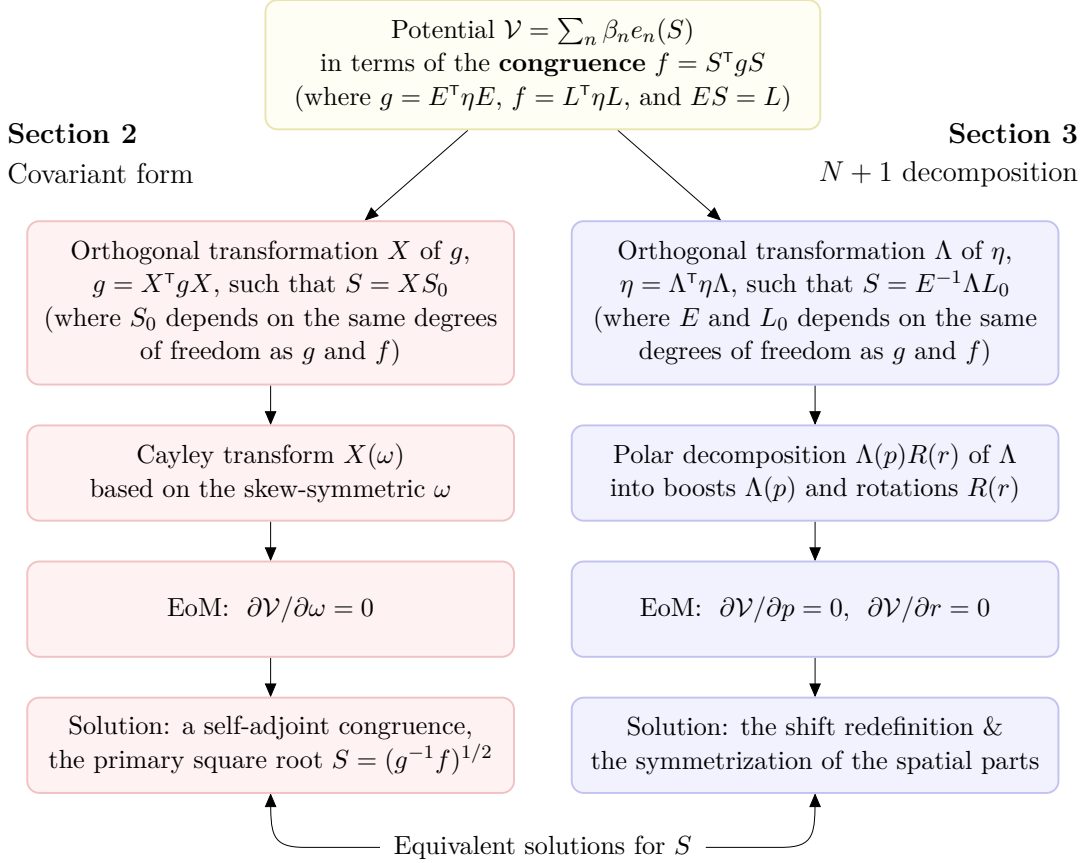 Potential 𝒱 = ∑ₙ βₙeₙ(S)
in terms of the congruence f = SᵀgS
(where g = EᵀηE, f = LᵀηL, and ES = L)
Section 2
Covariant form
Section 3
N + 1 decomposition
Orthogonal transformation X of g,
g = XᵀgX, such that S = XS₀
(where S₀ depends on the same degrees
of freedom as g and f)
Cayley transform X(ω)
based on the skew-symmetric ω
EoM: ∂𝒱/∂ω = 0
Solution: a self-adjoint congruence,
the primary square root S = (g⁻¹f)¹ᐟ²
Orthogonal transformation Λ of η,
η = ΛᵀηΛ, such that S = E⁻¹ΛL₀
(where E and L₀ depends on the same
degrees of freedom as g and f)
Polar decomposition Λ(p)R(r) of Λ
into boosts Λ(p) and rotations R(r)
EoM: ∂𝒱/∂p = 0, ∂𝒱/∂r = 0
Solution: the shift redefinition &
the symmetrization of the spatial parts
Equivalent solutions for S